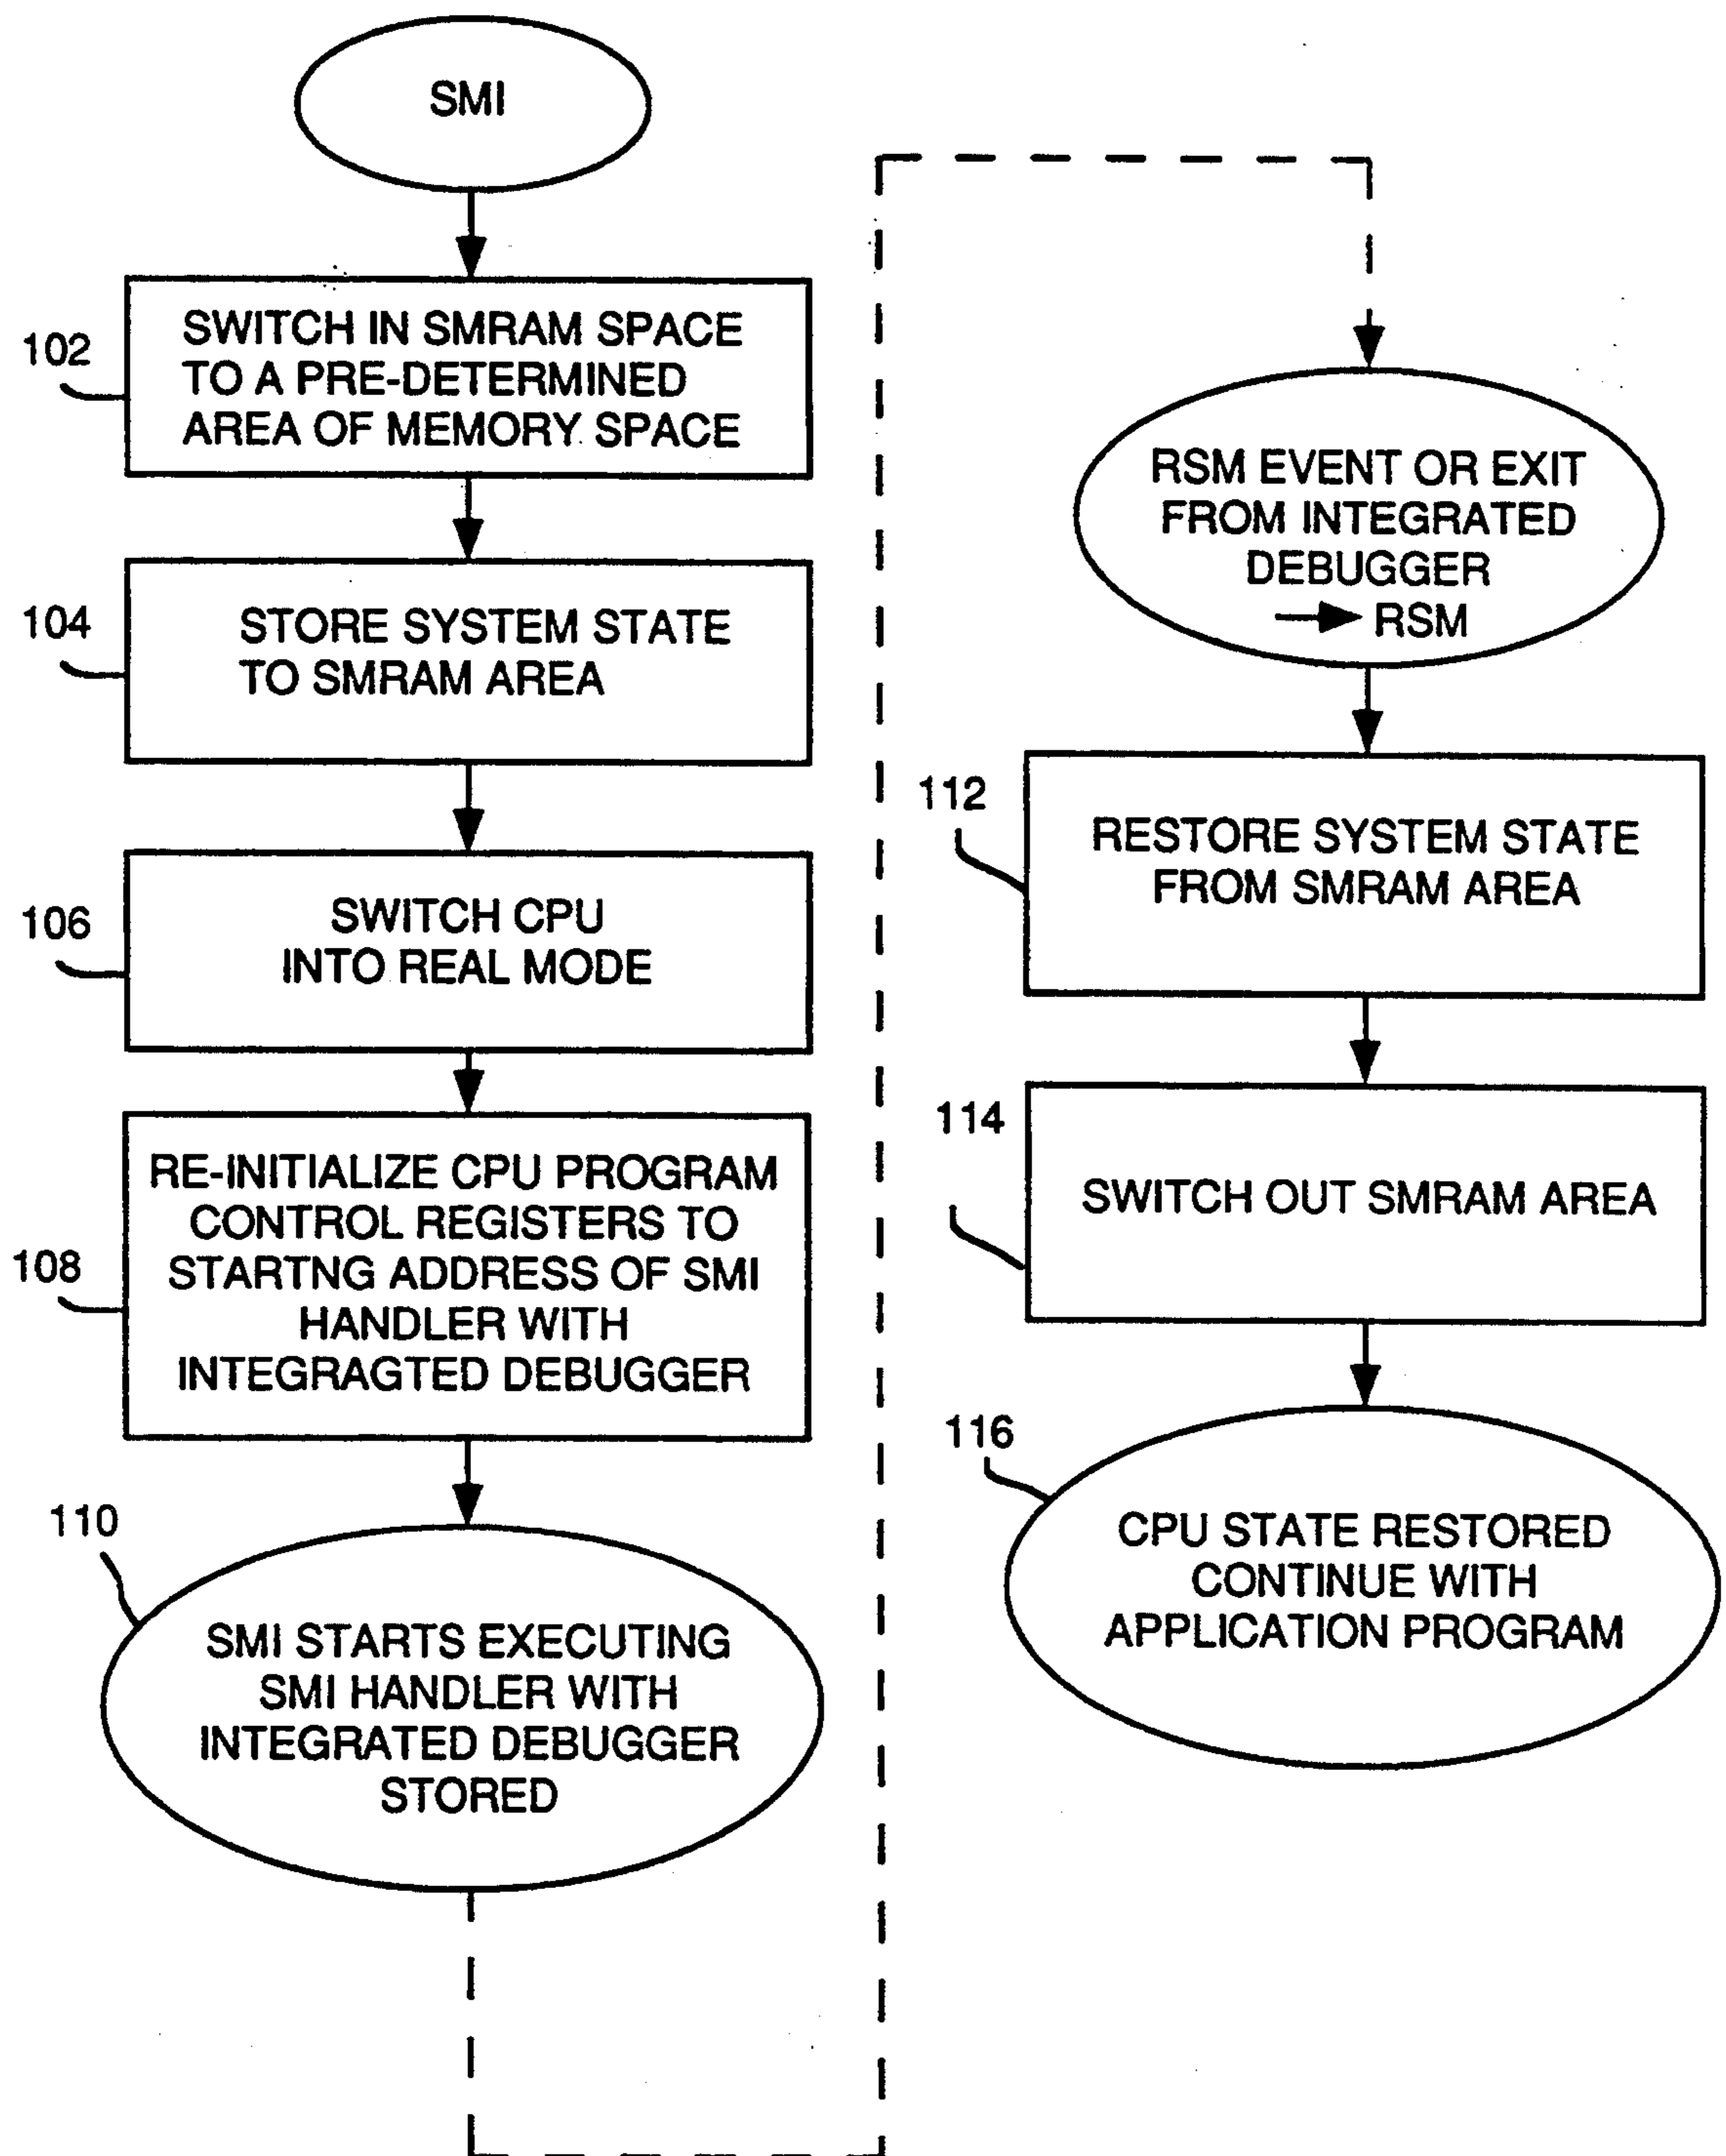 SMI
102
SWITCH IN SMRAM SPACE
TO A PRE-DETERMINED
AREA OF MEMORY SPACE
104
STORE SYSTEM STATE
TO SMRAM AREA
106
SWITCH CPU
INTO REAL MODE
108
RE-INITIALIZE CPU PROGRAM
CONTROL REGISTERS TO
STARTNG ADDRESS OF SMI
HANDLER WITH
INTEGRAGTED DEBUGGER
110
SMI STARTS EXECUTING
SMI HANDLER WITH
INTEGRATED DEBUGGER
STORED
RSM EVENT OR EXIT
FROM INTEGRATED
DEBUGGER
→ RSM
112
RESTORE SYSTEM STATE
FROM SMRAM AREA
114
SWITCH OUT SMRAM AREA
116
CPU STATE RESTORED
CONTINUE WITH
APPLICATION PROGRAM